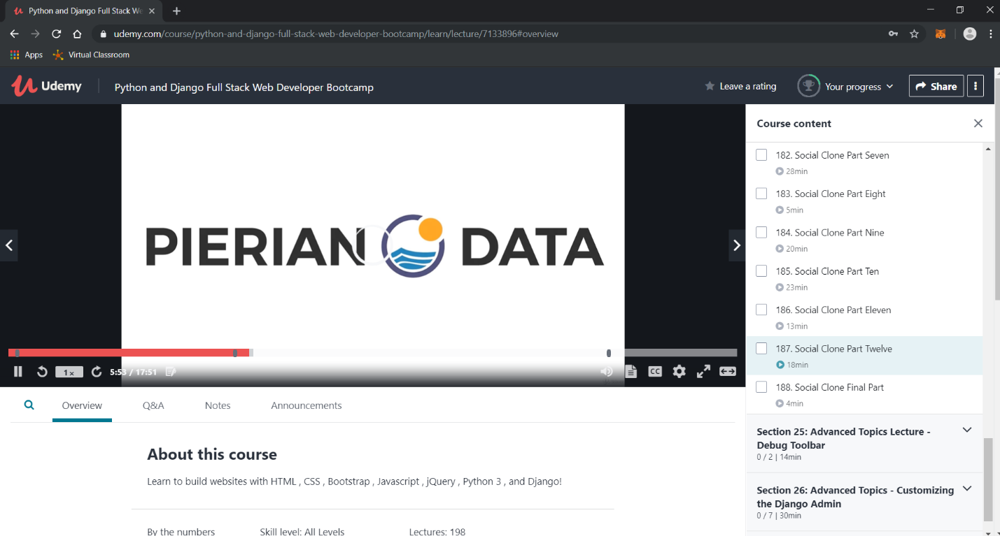 Python and Django Full Stack We
udemy.com/course/python-and-django-full-stack-web-developer-bootcamp/learn/lecture/7133896#overview
Apps
Virtual Classroom
Udemy
Python and Django Full Stack Web Developer Bootcamp
Leave a rating
Your progress
Share
PIERIAN DATA
1x
5:53 / 17:51
CC
Course content
182. Social Clone Part Seven
28min
183. Social Clone Part Eight
5min
184. Social Clone Part Nine
20min
185. Social Clone Part Ten
23min
186. Social Clone Part Eleven
13min
187. Social Clone Part Twelve
18min
188. Social Clone Final Part
4min
Section 25: Advanced Topics Lecture -
Debug Toolbar
0 / 2 | 14min
Section 26: Advanced Topics - Customizing
the Django Admin
0 / 7 | 30min
Overview
Q&A
Notes
Announcements
About this course
Learn to build websites with HTML , CSS , Bootstrap , Javascript , jQuery , Python 3 , and Django!
By the numbers
Skill level: All Levels
Lectures: 198